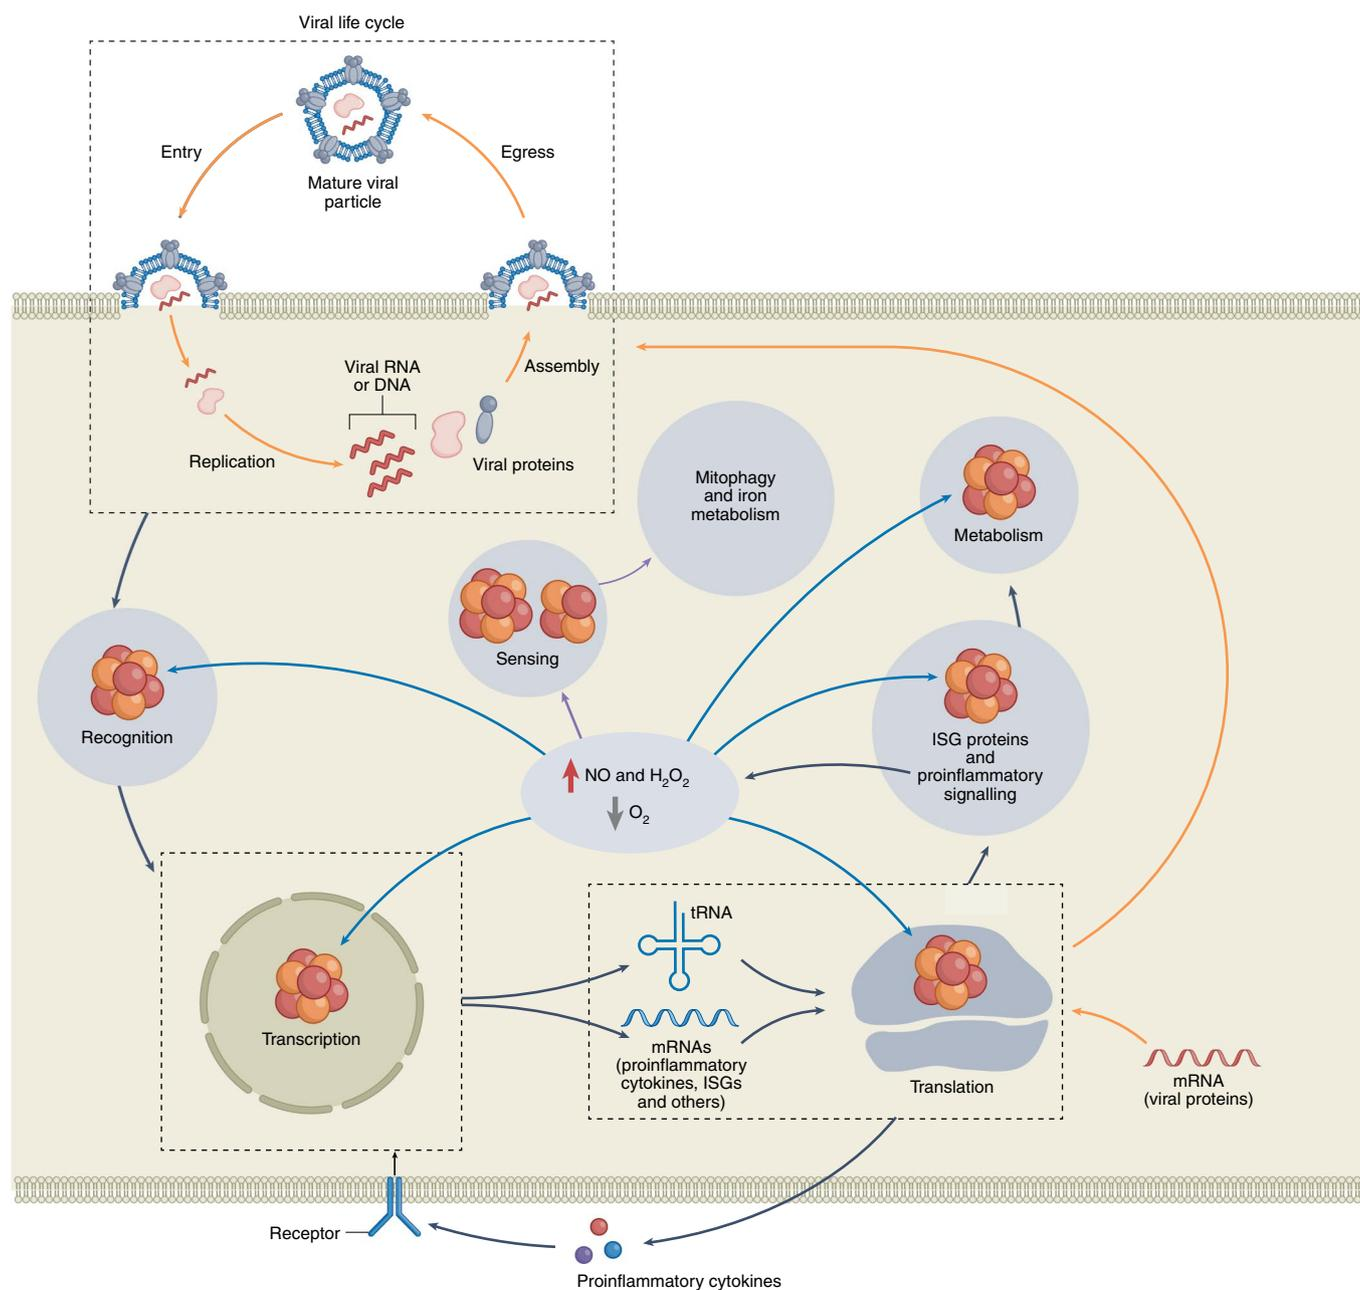 Viral life cycle
Entry
Egress
Mature viral
particle
Viral RNA
or DNA
Assembly
Replication
Viral proteins
Mitophagy
and iron
metabolism
Metabolism
Sensing
Recognition
ISG proteins
and
proinflammatory
signalling
NO and H₂O₂
O₂
tRNA
Transcription
mRNAs
(proinflammatory
cytokines, ISGs
and others)
Translation
mRNA
(viral proteins)
Receptor
Proinflammatory cytokines